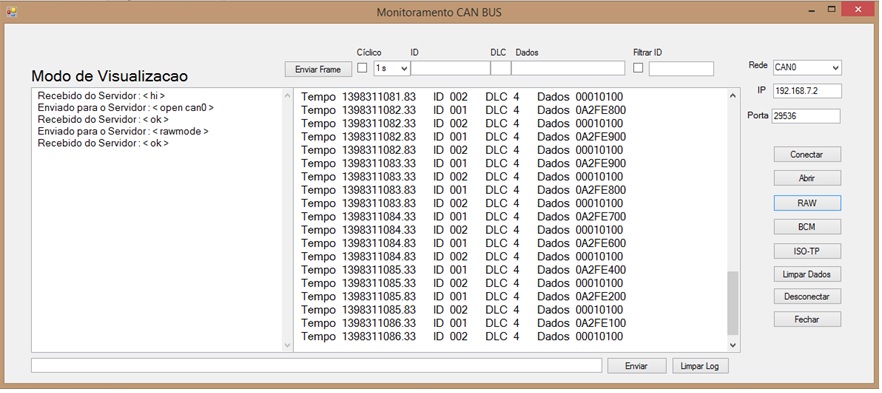 Monitoramento CAN BUS
Cíclico ID DLC Dados Filtrar ID
Enviar Frame 1 s
Rede CAN0
IP 192.168.7.2
Porta 29536
Modo de Visualizacao
Recebido do Servidor : < hi >
Enviado para o Servidor : < open can0 >
Recebido do Servidor : < ok >
Enviado para o Servidor : < rawmode >
Recebido do Servidor : < ok >
Tempo 1398311081.83 ID 002 DLC 4 Dados 00010100
Tempo 1398311082.33 ID 001 DLC 4 Dados 0A2FE800
Tempo 1398311082.33 ID 002 DLC 4 Dados 00010100
Tempo 1398311082.83 ID 001 DLC 4 Dados 0A2FE900
Tempo 1398311082.83 ID 002 DLC 4 Dados 00010100
Tempo 1398311083.33 ID 001 DLC 4 Dados 0A2FE900
Tempo 1398311083.33 ID 002 DLC 4 Dados 00010100
Tempo 1398311083.83 ID 001 DLC 4 Dados 0A2FE800
Tempo 1398311083.83 ID 002 DLC 4 Dados 00010100
Tempo 1398311084.33 ID 001 DLC 4 Dados 0A2FE700
Tempo 1398311084.33 ID 002 DLC 4 Dados 00010100
Tempo 1398311084.83 ID 001 DLC 4 Dados 0A2FE600
Tempo 1398311084.83 ID 002 DLC 4 Dados 00010100
Tempo 1398311085.33 ID 001 DLC 4 Dados 0A2FE400
Tempo 1398311085.33 ID 002 DLC 4 Dados 00010100
Tempo 1398311085.83 ID 001 DLC 4 Dados 0A2FE200
Tempo 1398311085.83 ID 002 DLC 4 Dados 00010100
Tempo 1398311086.33 ID 001 DLC 4 Dados 0A2FE100
Tempo 1398311086.33 ID 002 DLC 4 Dados 00010100
Conectar
Abrir
RAW
BCM
ISO-TP
Limpar Dados
Desconectar
Fechar
Enviar Limpar Log